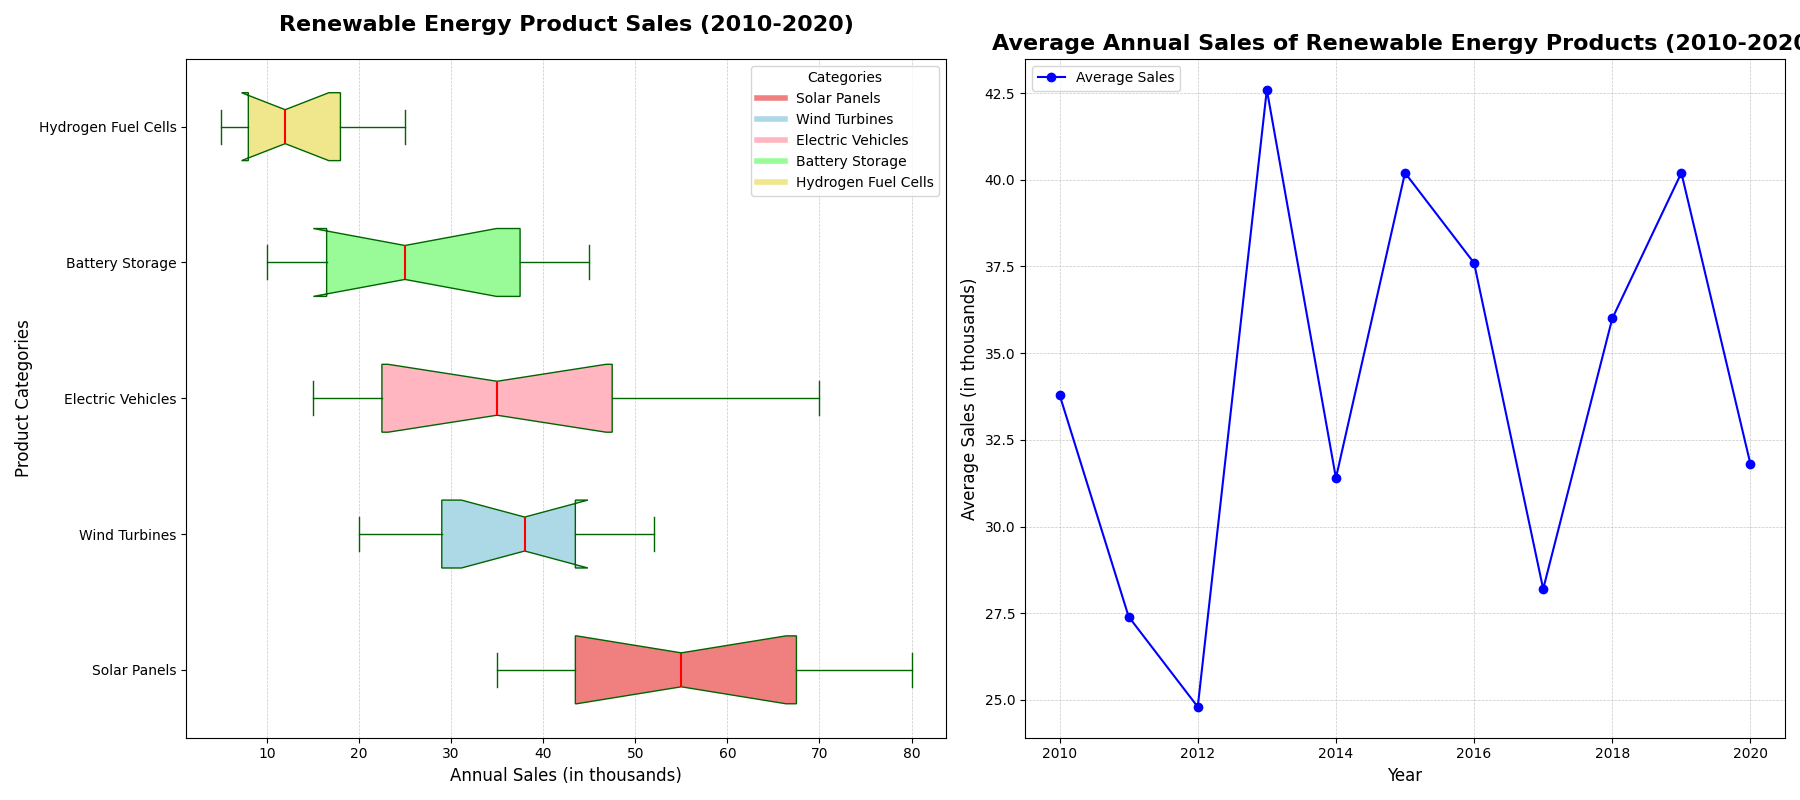 Renewable Energy Product Sales (2010-2020)
Product Categories
Hydrogen Fuel Cells
Battery Storage
Electric Vehicles
Wind Turbines
Solar Panels
10 20 30 40 50 60 70 80
Annual Sales (in thousands)
Categories
Solar Panels
Wind Turbines
Electric Vehicles
Battery Storage
Hydrogen Fuel Cells
Average Annual Sales of Renewable Energy Products (2010-2020
Average Sales
Average Sales (in thousands)
42.5
40.0
37.5
35.0
32.5
30.0
27.5
25.0
2010 2012 2014 2016 2018 2020
Year